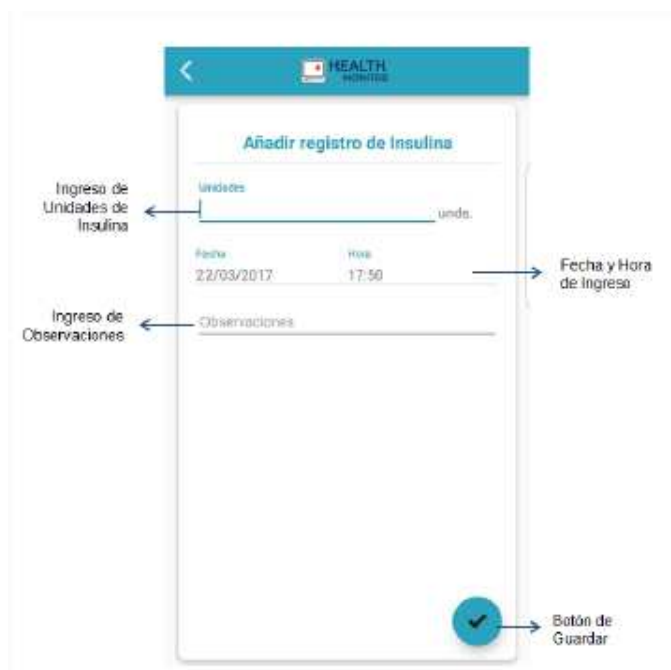 HEALTH
MONITOR
Añadir registro de Insulina
Ingreso de
Unidades de
Insulina
Unidades
unds.
Fecha
Hora
22/03/2017
17:50
Fecha y Hora
de Ingreso
Ingreso de
Observaciones
Observaciones
Botón de
Guardar